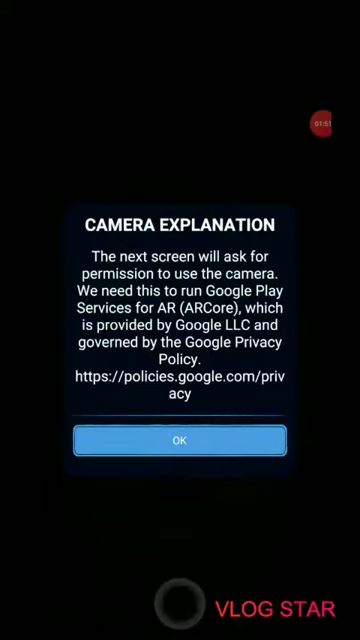 01:51
CAMERA EXPLANATION
The next screen will ask for
permission to use the camera.
We need this to run Google Play
Services for AR (ARCore), which
is provided by Google LLC and
governed by the Google Privacy
Policy.
https://policies.google.com/priv
acy
OK
VLOG STAR